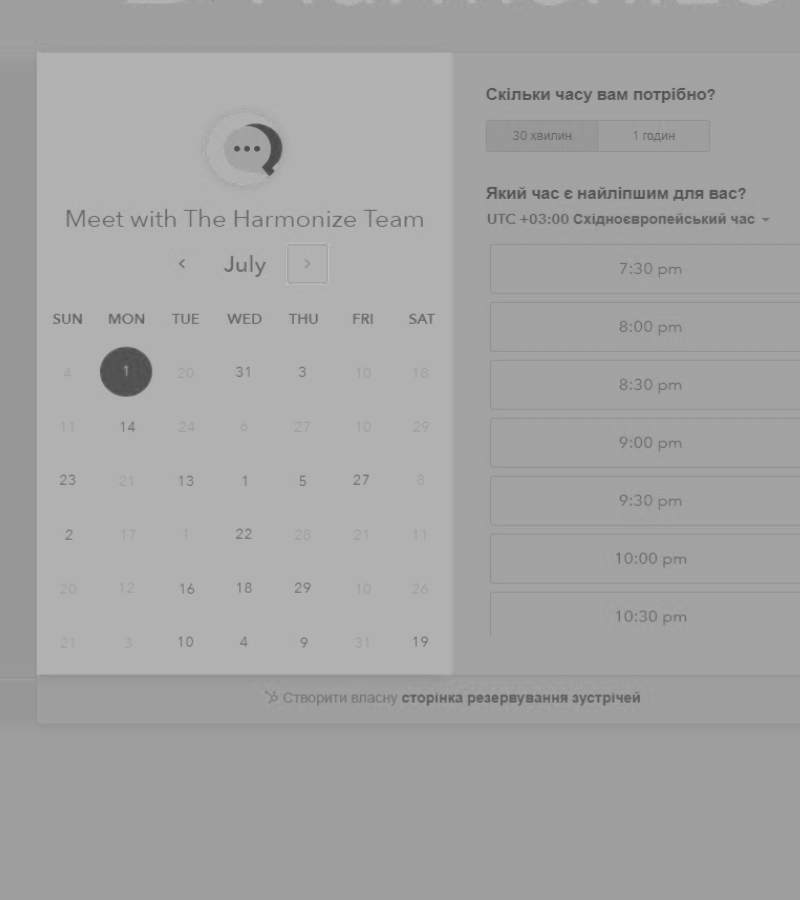 Meet with The Harmonize Team
July
SUN MON TUE WED THU FRI SAT
4 1 20 31 3 10 18
11 14 24 6 27 10 29
23 21 13 1 5 27 8
2 17 1 22 28 21 11
20 12 16 18 29 10 26
21 3 10 4 9 31 19
Скільки часу вам потрібно?
30 хвилин 1 годин
Який час є найліпшим для вас?
UTC +03:00 Східноєвропейський час
7:30 pm
8:00 pm
8:30 pm
9:00 pm
9:30 pm
10:00 pm
10:30 pm
Створити власну сторінка резервування зустрічей